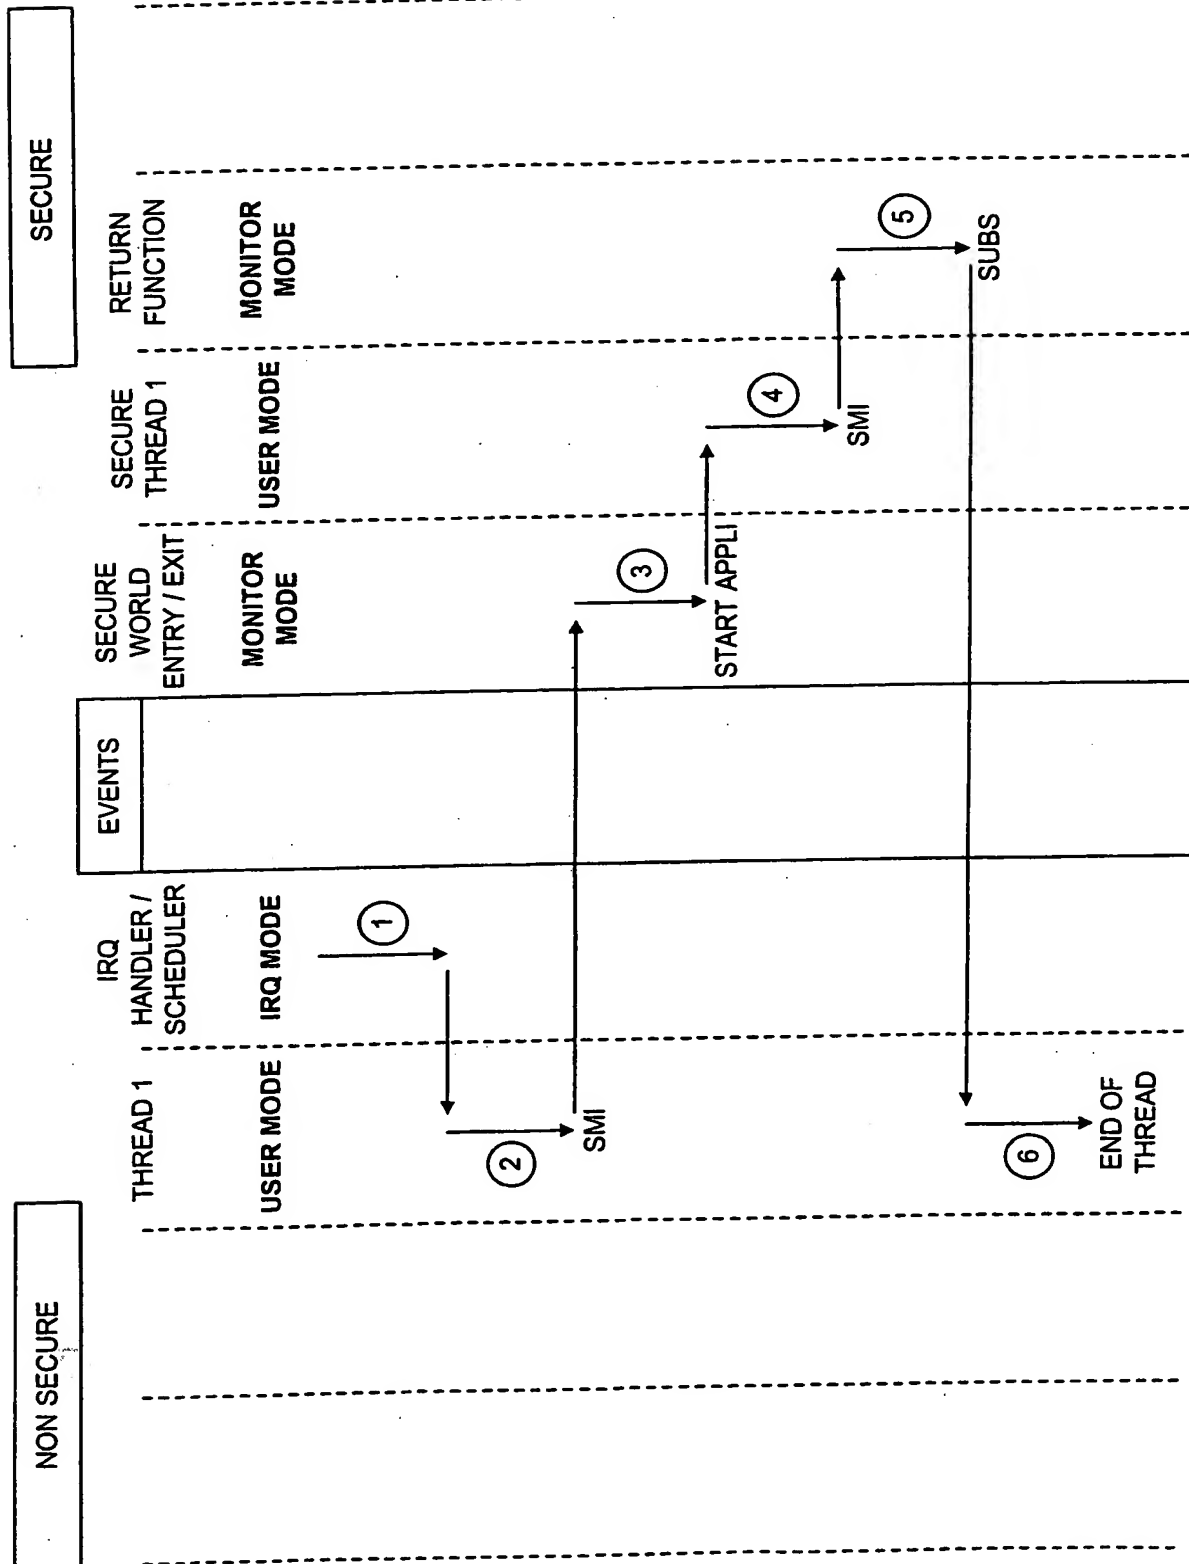 NON SECURE
SECURE
EVENTS
THREAD 1
IRQ
HANDLER /
SCHEDULER
SECURE
WORLD
ENTRY / EXIT
SECURE
THREAD 1
RETURN
FUNCTION
USER MODE
IRQ MODE
MONITOR
MODE
USER MODE
MONITOR
MODE
1
2
SMI
3
START APPLI
4
SMI
5
SUBS
6
END OF
THREAD